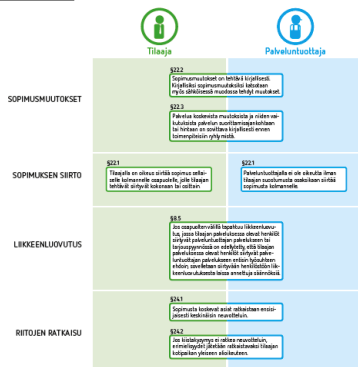 Tilaaja
Palveluntuottaja
SOPIMUSMUUTOKSET
§22.2
Sopimusmuutokset on tehtävä kirjallisesti.
Kirjallisiksi sopimusmuutoksiksi katsotaan
myös sähköisessä muodossa tehdyt muutokset.
§22.3
Palvelua koskevista muutoksista ja niiden vai-
kutuksista palvelun suorittamisajankohtaan
tai hintaan on sovittava kirjallisesti ennen
toimenpiteisiin ryhtymistä.
SOPIMUKSEN SIIRTO
§22.1
Tilaajalla on oikeus siirtää sopimus sellai-
selle kolmannelle osapuolelle, jolle tilaajan
tehtävät siirtyvät kokonaan tai osittain
§22.1
Palveluntuottajalla ei ole oikeutta ilman
tilaajan suostumusta osaksikaan siirtää
sopimusta kolmannelle.
LIIKKEENLUOVUTUS
§8.5
Jos osapuolten välillä tapahtuu liikkeenluovu-
tus, jossa tilaajan palveluksessa olevat henkilöt
siirtyvät palveluntuottajan palvelukseen tai
tarjouspyynnössä on edellytetty, että tilaajan
palveluksessa olevat henkilöt siirtyvät palve-
luntuottajan palvelukseen entisin työsuhteen
ehdoin, sovelletaan siirtyvään henkilöstöön liik-
keenluovutuksesta laissa annettuja säännöksiä.
RIITOJEN RATKAISU
§24.1
Sopimusta koskevat asiat ratkaistaan ensisi-
jaisesti keskinäisin neuvotteluin.
§24.2
Jos kiistakysymys ei ratkea neuvotteluin,
erimielisyydet jätetään ratkaistavaksi tilaajan
kotipaikan yleiseen alioikeuteen.